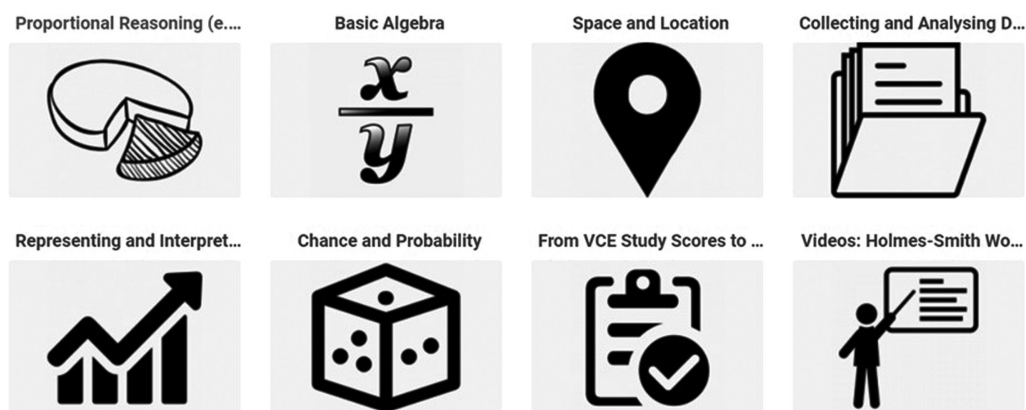 Proportional Reasoning (e....
Basic Algebra
Space and Location
Collecting and Analysing D...
x
y
Representing and Interpret...
Chance and Probability
From VCE Study Scores to ...
Videos: Holmes-Smith Wo...